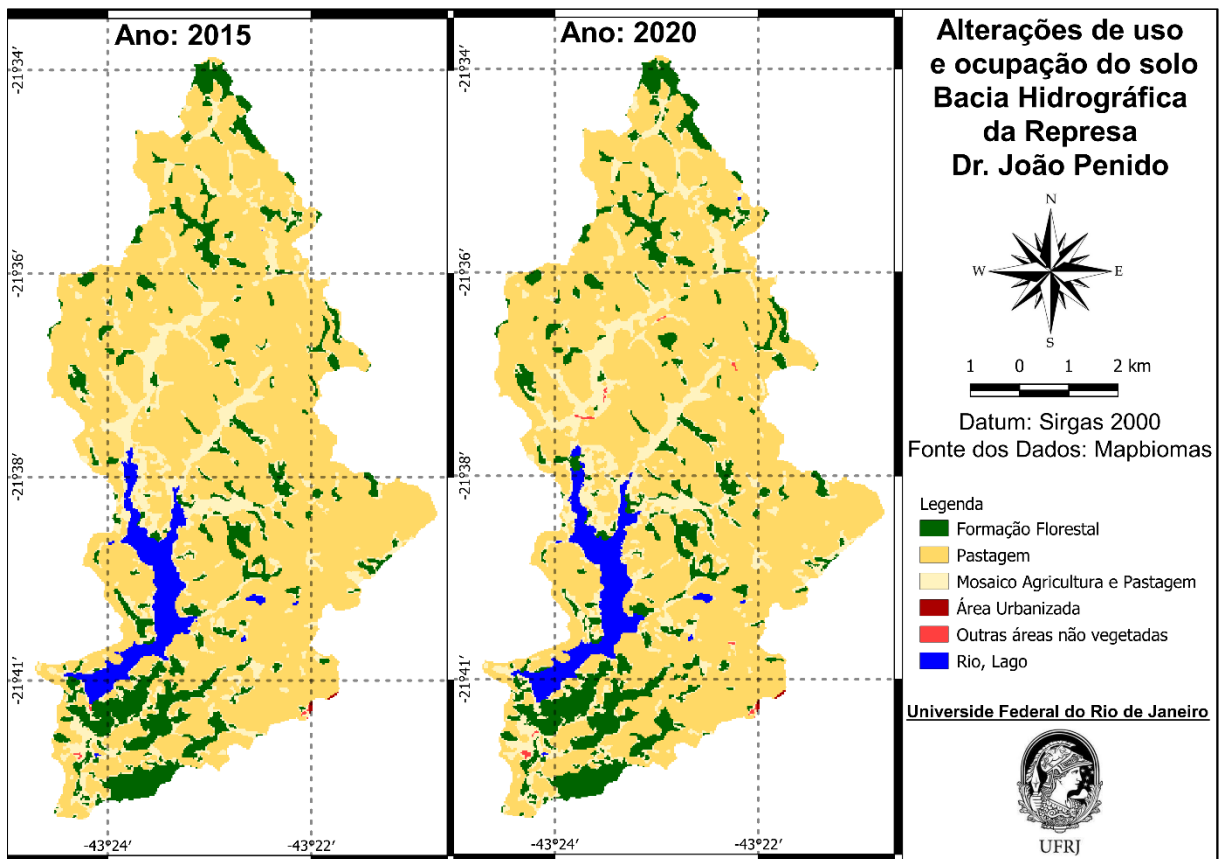 Ano: 2015
Ano: 2020
-21°34′
-21°36′
-21°38′
-21°41′
-43°24′
-43°22′
-21°34′
-21°36′
-21°38′
-21°41′
-43°24′
-43°22′
Alterações de uso
e ocupação do solo
Bacia Hidrográfica
da Represa
Dr. João Penido
N
W
E
S
1 0 1 2 km
Datum: Sirgas 2000
Fonte dos Dados: Mapbiomas
Legenda
Formação Florestal
Pastagem
Mosaico Agricultura e Pastagem
Área Urbanizada
Outras áreas não vegetadas
Rio, Lago
Universide Federal do Rio de Janeiro
UFRJ